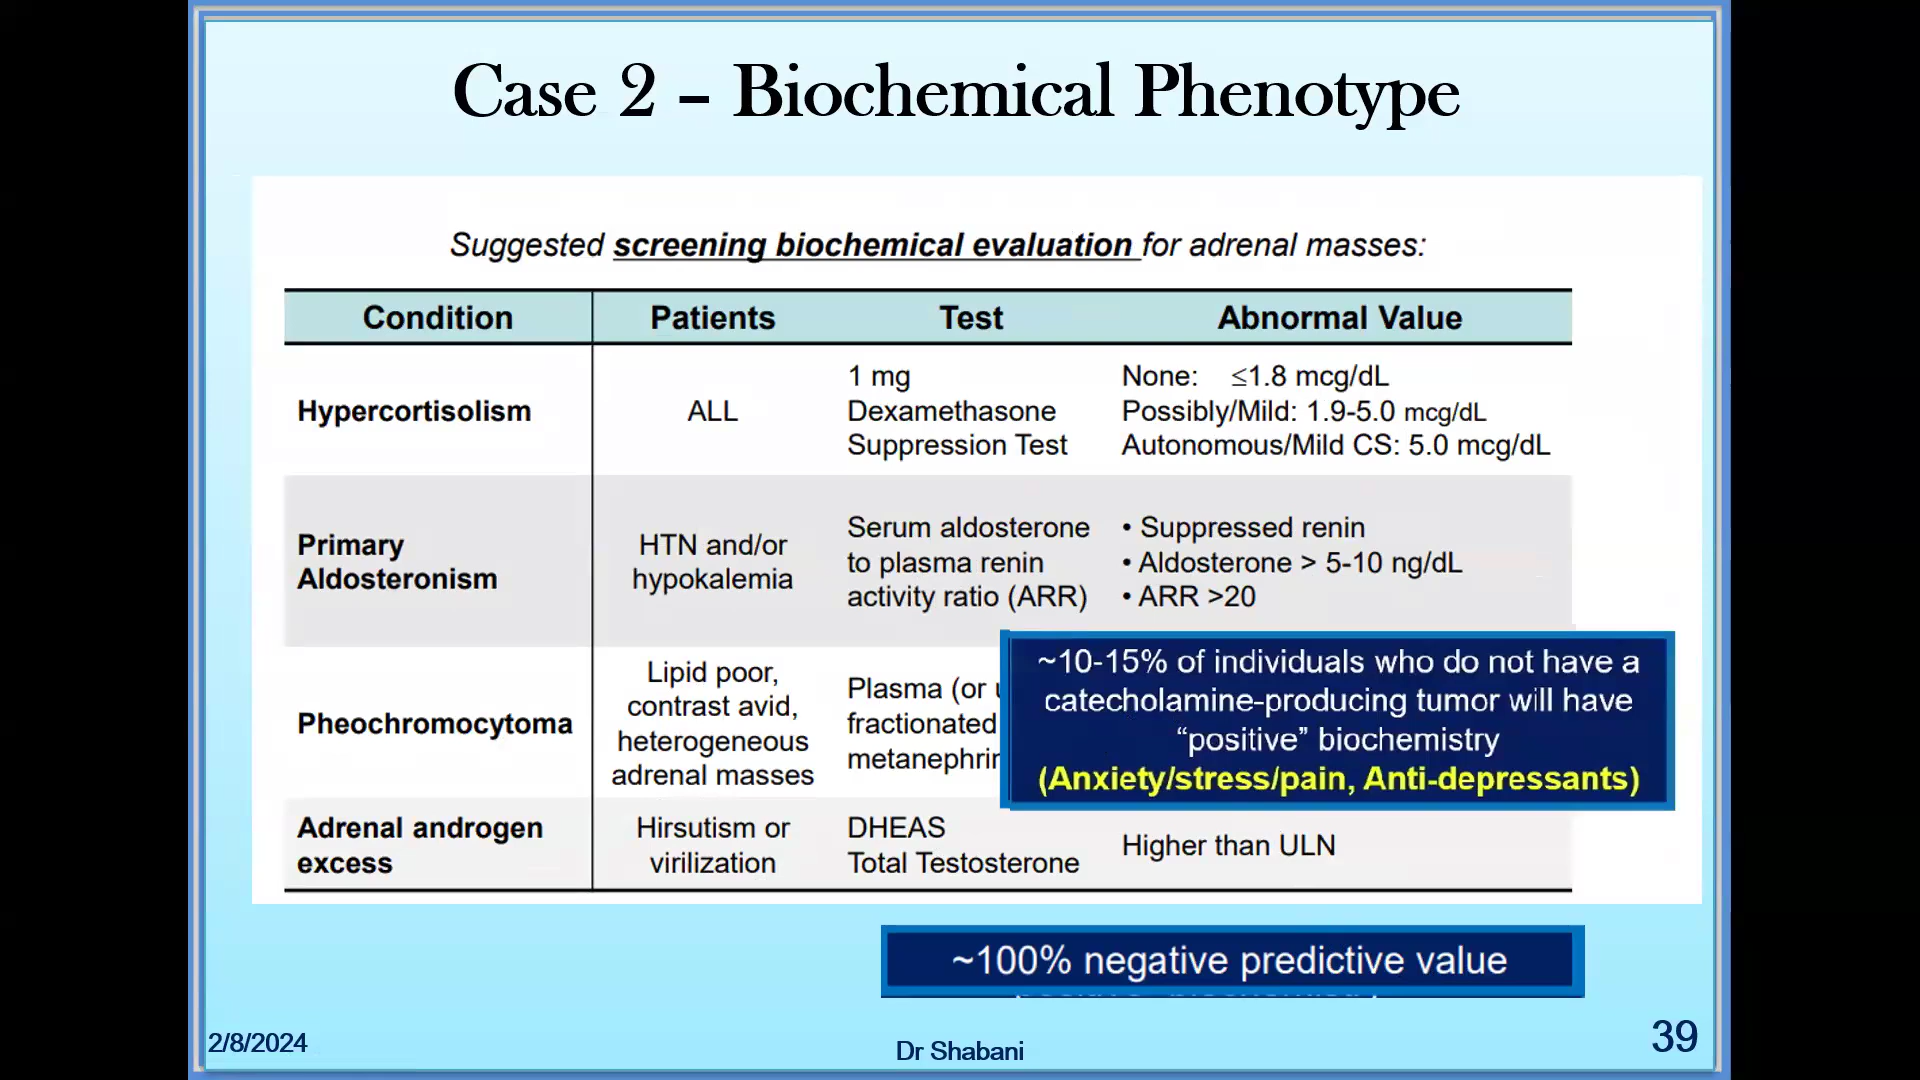 Case 2 – Biochemical Phenotype
Suggested screening biochemical evaluation for adrenal masses:
Condition Patients Test Abnormal Value
Hypercortisolism
ALL
1 mg
Dexamethasone
Suppression Test
None: ≤1.8 mcg/dL
Possibly/Mild: 1.9-5.0 mcg/dL
Autonomous/Mild CS: 5.0 mcg/dL
Primary
Aldosteronism
HTN and/or
hypokalemia
Serum aldosterone
to plasma renin
activity ratio (ARR)
• Suppressed renin
• Aldosterone > 5-10 ng/dL
• ARR >20
Pheochromocytoma
Lipid poor,
contrast avid,
heterogeneous
adrenal masses
Plasma (or
fractionated
~10-15% of individuals who do not have a
catecholamine-producing tumor will have
“positive” biochemistry
(Anxiety/stress/pain, Anti-depressants)
Adrenal androgen
excess
Hirsutism or
virilization
DHEAS
Total Testosterone
Higher than ULN
~100% negative predictive value
2/8/2024
Dr Shabani
39